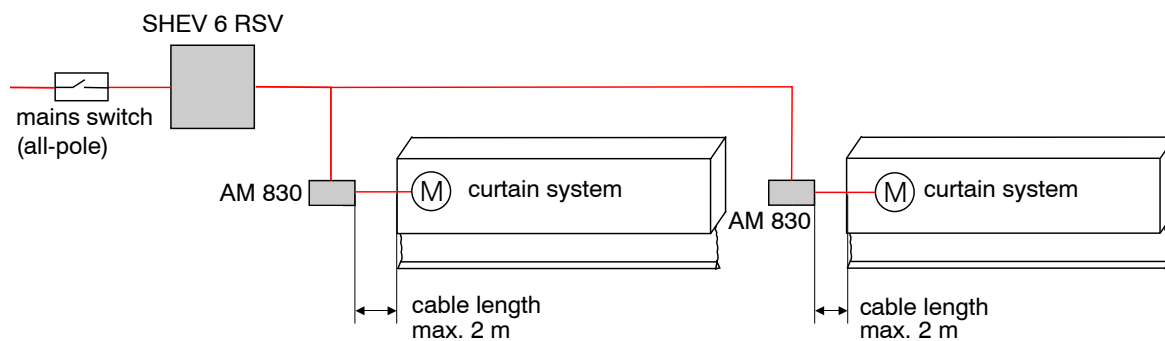 SHEV 6 RSV
mains switch
(all-pole)
AM 830
M
curtain system
cable length
max. 2 m
AM 830
M
curtain system
cable length
max. 2 m